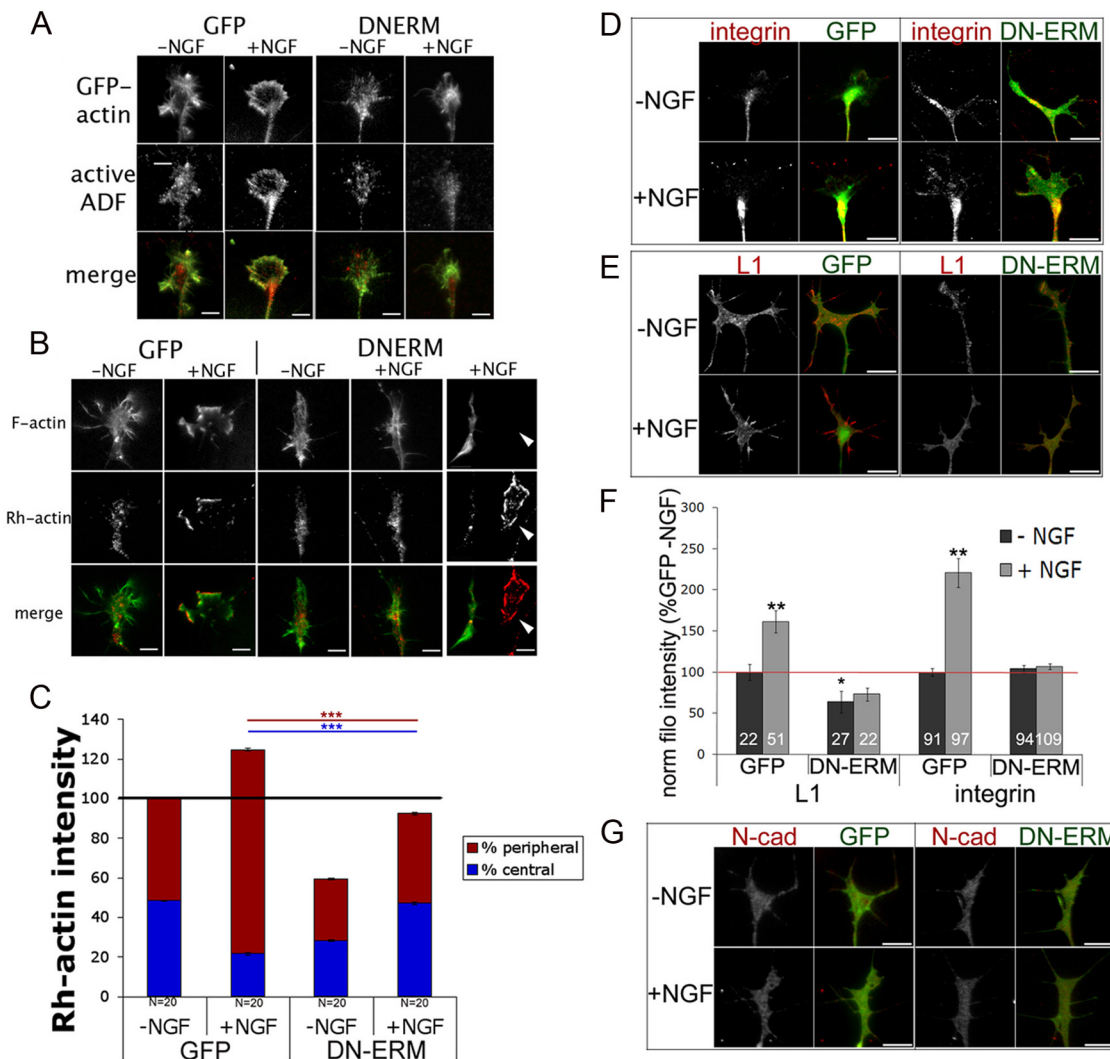 A
GFP DNERM
-NGF +NGF -NGF +NGF
GFP-
actin
active
ADF
merge
B
GFP DNERM
-NGF +NGF -NGF +NGF +NGF
F-actin
Rh-actin
merge
C
Rh-actin intensity
140
120
100
80
60
40
20
0
*** 
***
% peripheral
% central
N=20 N=20 N=20 N=20
-NGF +NGF -NGF +NGF
GFP DN-ERM
D
integrin GFP integrin DN-ERM
-NGF
+NGF
E
L1 GFP L1 DN-ERM
-NGF
+NGF
F
norm filo intensity (%GFP -NGF)
300
250
200
150
100
50
0
- NGF
+ NGF
** * **
22 51 27 22 91 97 94 109
GFP DN-ERM GFP DN-ERM
L1 integrin
G
N-cad GFP N-cad DN-ERM
-NGF
+NGF